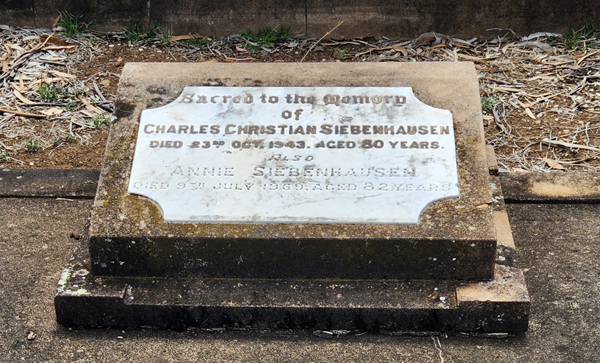 Sacred to the Memory
of
CHARLES CHRISTIAN SIEBENHAUSEN
DIED 23RD OCT. 1943. AGED 80 YEARS.
ALSO
ANNIE SIEBENHAUSEN
DIED 9TH JULY 1969. AGED 82 YEARS